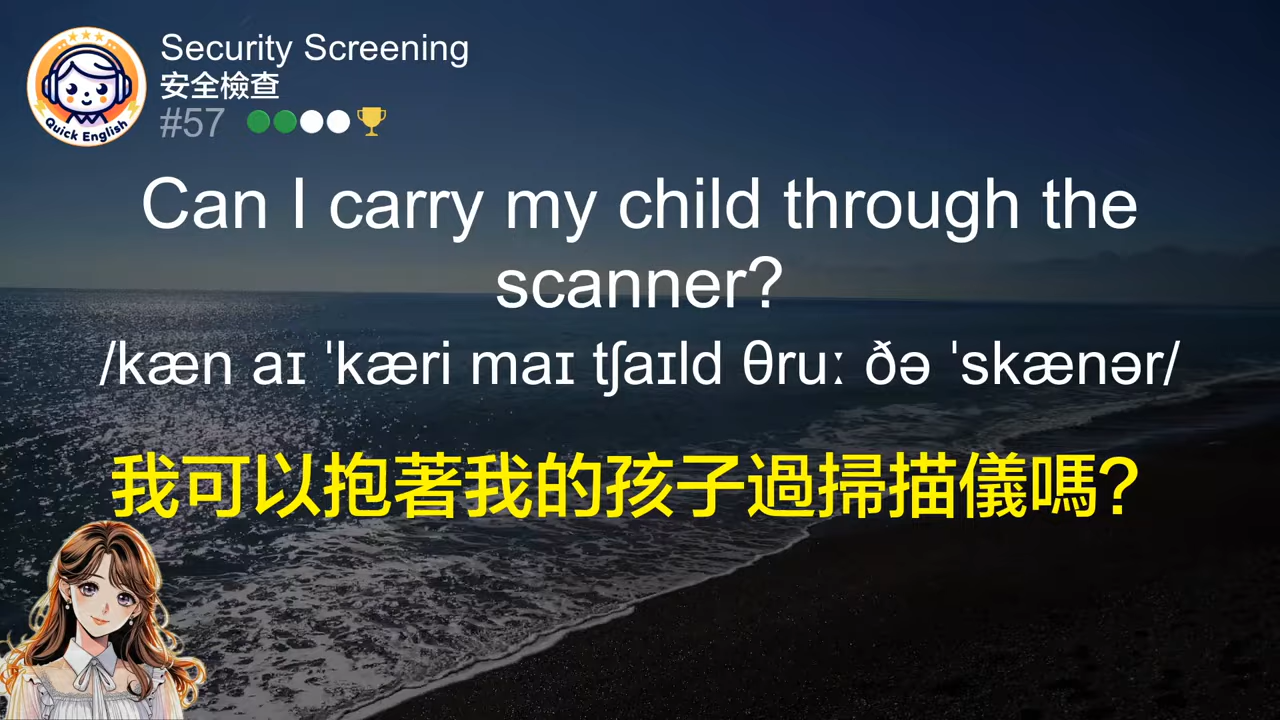 Security Screening
安全檢查
#57
Quick English
Can I carry my child through the
scanner?
/kæn aɪ ˈkæri maɪ tʃaɪld θruː ðə ˈskænər/
我可以抱著我的孩子過掃描儀嗎?